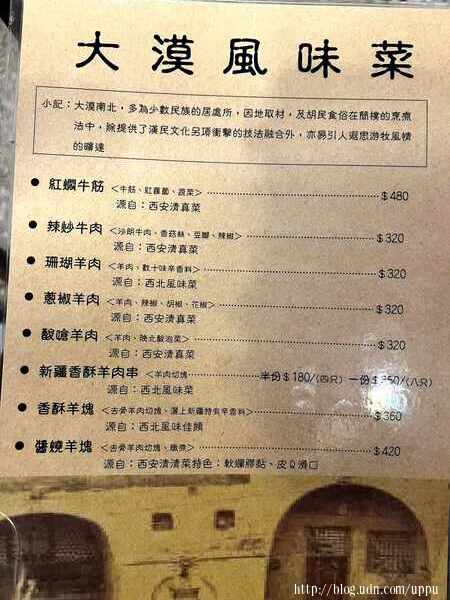 大漠風味菜
小記：大漠南北，多為少數民族的居處所，因地取材，及胡民食俗在簡樸的烹煮
法中，除提供了漢民文化另項衝擊的技法融合外，亦易引人遐思游牧風情
的曠達
● 紅燜牛筋 <牛筋、紅蘿蔔、蔬菜> $480
源自：西安清真菜
● 辣炒牛肉 <沙朗牛肉、香菇絲、豆瓣、辣椒> $320
源自：西安清真菜
● 珊瑚羊肉 <羊肉、數十味辛香料> $320
源自：西北風味菜
● 蔥椒羊肉 <羊肉、辣椒、胡椒、花椒> $320
源自：西安清真菜
● 酸嗆羊肉 <羊肉、陝北酸泡菜> $320
源自：西安清真菜
● 新疆香酥羊肉串 <羊肉切塊> 半份$180/(四只) 一份$350/(八只)
源自：西北風味菜
● 香酥羊塊 <去骨羊肉切塊、灑上新疆特有辛香料> $360
源自：西北風味佳餚
● 醬燒羊塊 <去骨羊肉切塊、燉煮> $420
源自：西安清清菜特色：軟爛膠黏、皮Q滑口
http://blog.udn.com/uppu